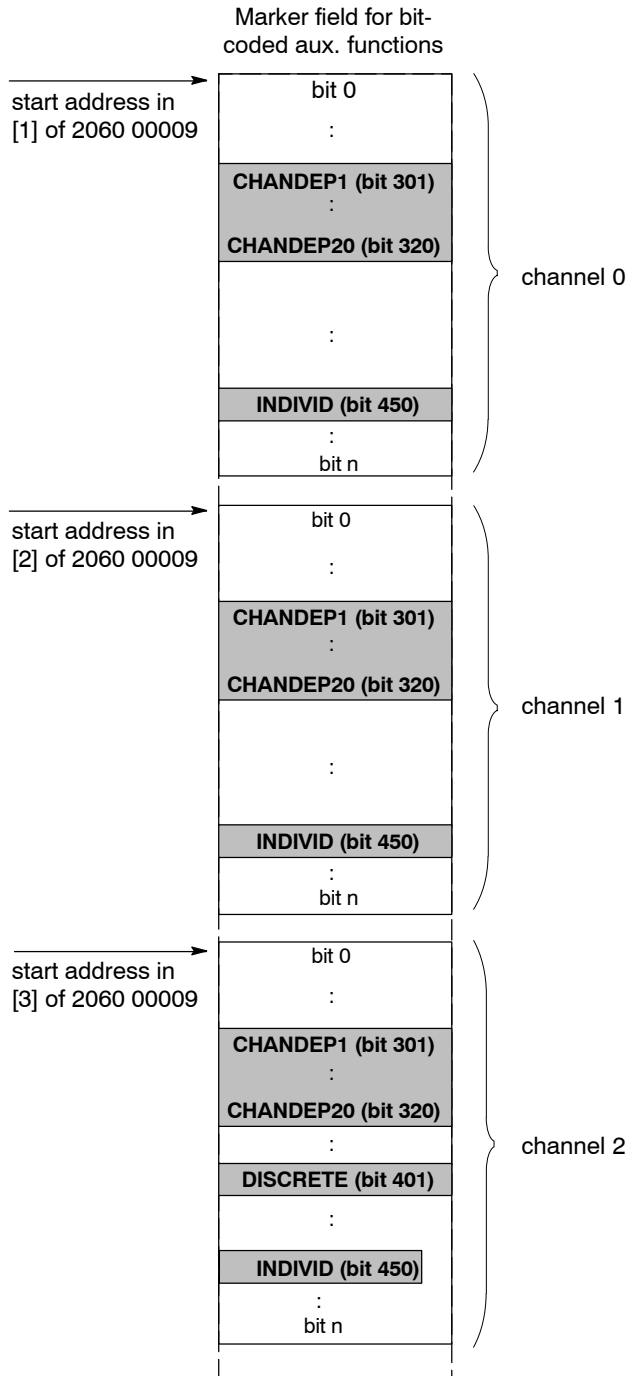 Marker field for bit-
coded aux. functions
start address in
[1] of 2060 00009
bit 0
:
CHANDEP1 (bit 301)
:
CHANDEP20 (bit 320)
:
INDIVID (bit 450)
:
bit n
channel 0
start address in
[2] of 2060 00009
bit 0
:
CHANDEP1 (bit 301)
:
CHANDEP20 (bit 320)
:
INDIVID (bit 450)
:
bit n
channel 1
start address in
[3] of 2060 00009
bit 0
:
CHANDEP1 (bit 301)
:
CHANDEP20 (bit 320)
:
DISCRETE (bit 401)
:
INDIVID (bit 450)
:
bit n
channel 2